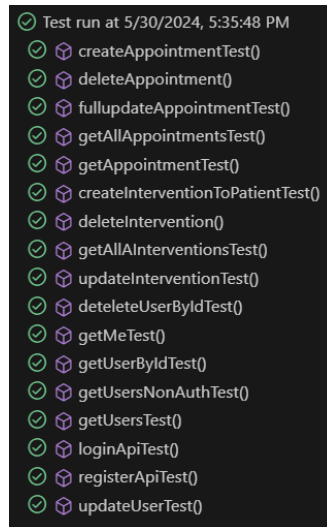 Test run at 5/30/2024, 5:35:48 PM
createAppointmentTest()
deleteAppointment()
fullupdateAppointmentTest()
getAllAppointmentsTest()
getAppointmentTest()
createInterventionToPatientTest()
deleteIntervention()
getAllAInterventionsTest()
updateInterventionTest()
deteleteUserByIdTest()
getMeTest()
getUserByIdTest()
getUsersNonAuthTest()
getUsersTest()
loginApiTest()
registerApiTest()
updateUserTest()